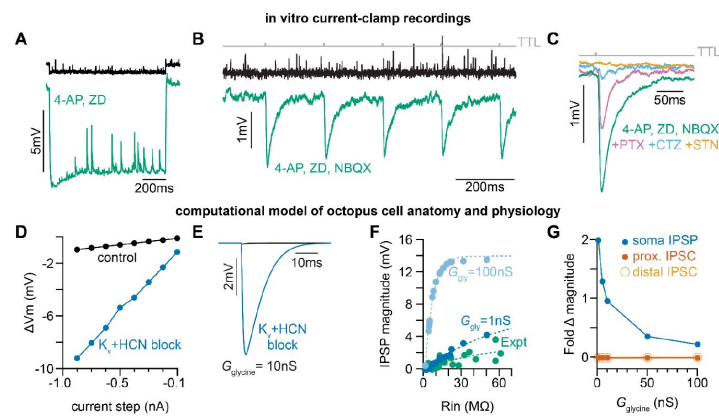 in vitro current-clamp recordings
A
4-AP, ZD
5mV
200ms
B
TTL
1mV
4-AP, ZD, NBQX
200ms
C
TTL
50ms
1mV
4-AP, ZD, NBQX
+PTX +CTZ +STN
computational model of octopus cell anatomy and physiology
D
0
control
ΔVm (mV)
-5
Kv+HCN block
-10
-1.0
-0.5
-0.1
current step (nA)
E
10ms
2mV
Kv+HCN
block
Gglycine = 10nS
F
16
12
8
4
0
IPSP magnitude (mV)
Ggly=100nS
Ggly=1nS
Expt
0
20
40
60
Rin (MΩ)
G
2
1
0
Fold Δ magnitude
soma IPSP
prox. IPSC
distal IPSC
0
50
100
Gglycine (nS)